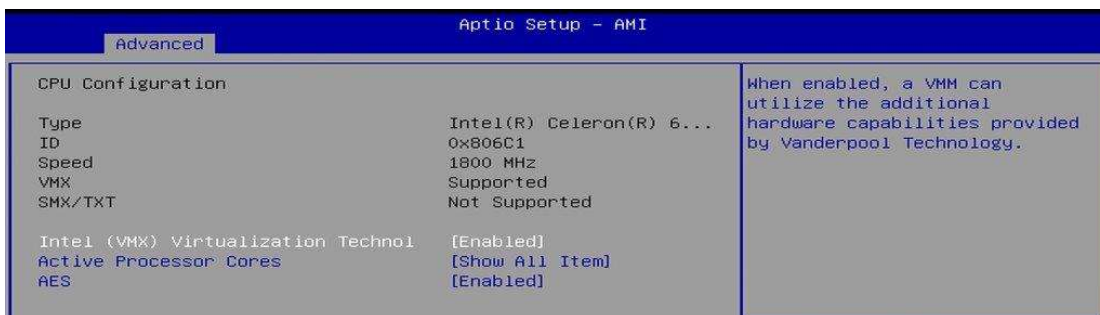 Aptio Setup - AMI
Advanced
CPU Configuration
Type Intel(R) Celeron(R) 6...
ID 0x806C1
Speed 1800 MHz
VMX Supported
SMX/TXT Not Supported
Intel (VMX) Virtualization Technol [Enabled]
Active Processor Cores [Show All Item]
AES [Enabled]
When enabled, a VMM can
utilize the additional
hardware capabilities provided
by Vanderpool Technology.